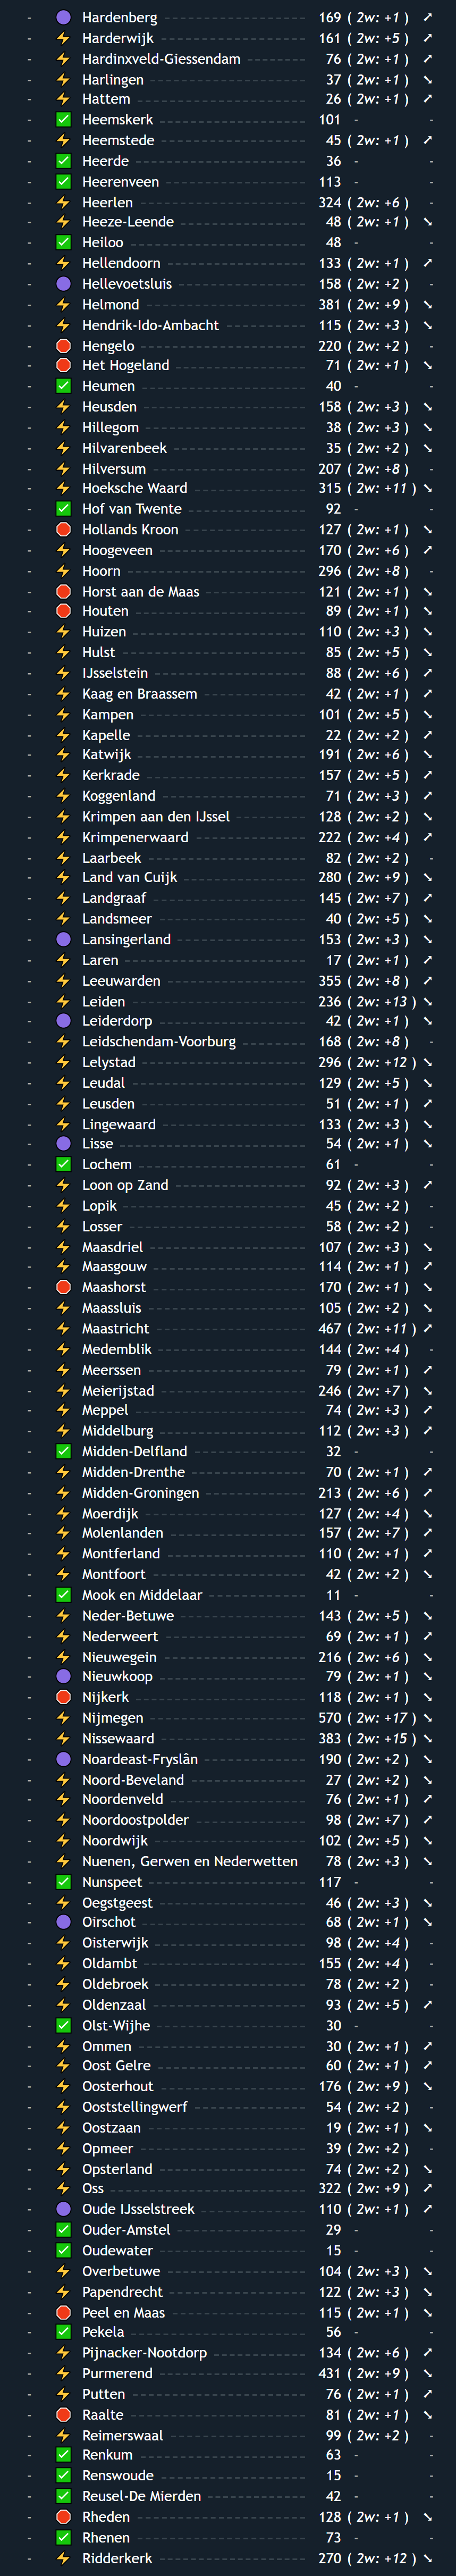 - Hardenberg 169 ( 2w: +1 ) ➚
- ⚡ Harderwijk 161 ( 2w: +5 ) ➚
- ⚡ Hardinxveld-Giessendam 76 ( 2w: +1 ) ➚
- ⚡ Harlingen 37 ( 2w: +1 ) ➘
- ⚡ Hattem 26 ( 2w: +1 ) ➚
- ✅ Heemskerk 101 - -
- ⚡ Heemstede 45 ( 2w: +1 ) ➚
- ✅ Heerde 36 - -
- ✅ Heerenveen 113 - -
- ⚡ Heerlen 324 ( 2w: +6 ) -
- ⚡ Heeze-Leende 48 ( 2w: +1 ) ➘
- ✅ Heiloo 48 - -
- ⚡ Hellendoorn 133 ( 2w: +1 ) ➚
- Hellevoetsluis 158 ( 2w: +2 ) -
- ⚡ Helmond 381 ( 2w: +9 ) ➘
- ⚡ Hendrik-Ido-Ambacht 115 ( 2w: +3 ) ➘
- Hengelo 220 ( 2w: +2 ) -
- Het Hogeland 71 ( 2w: +1 ) ➘
- ✅ Heumen 40 - -
- ⚡ Heusden 158 ( 2w: +3 ) ➘
- ⚡ Hillegom 38 ( 2w: +3 ) ➘
- ⚡ Hilvarenbeek 35 ( 2w: +2 ) ➘
- ⚡ Hilversum 207 ( 2w: +8 ) -
- ⚡ Hoeksche Waard 315 ( 2w: +11 ) ➘
- ✅ Hof van Twente 92 - -
- Hollands Kroon 127 ( 2w: +1 ) ➘
- ⚡ Hoogeveen 170 ( 2w: +6 ) ➚
- ⚡ Hoorn 296 ( 2w: +8 ) -
- Horst aan de Maas 121 ( 2w: +1 ) ➘
- Houten 89 ( 2w: +1 ) ➘
- ⚡ Huizen 110 ( 2w: +3 ) ➘
- ⚡ Hulst 85 ( 2w: +5 ) ➘
- ⚡ IJsselstein 88 ( 2w: +6 ) ➚
- ⚡ Kaag en Braassem 42 ( 2w: +1 ) ➚
- ⚡ Kampen 101 ( 2w: +5 ) ➘
- ⚡ Kapelle 22 ( 2w: +2 ) ➚
- ⚡ Katwijk 191 ( 2w: +6 ) ➘
- ⚡ Kerkrade 157 ( 2w: +5 ) ➚
- ⚡ Koggenland 71 ( 2w: +3 ) ➚
- ⚡ Krimpen aan den IJssel 128 ( 2w: +2 ) ➘
- ⚡ Krimpenerwaard 222 ( 2w: +4 ) ➚
- ⚡ Laarbeek 82 ( 2w: +2 ) -
- ⚡ Land van Cuijk 280 ( 2w: +9 ) ➘
- ⚡ Landgraaf 145 ( 2w: +7 ) ➚
- ⚡ Landsmeer 40 ( 2w: +5 ) ➘
- Lansingerland 153 ( 2w: +3 ) ➘
- ⚡ Laren 17 ( 2w: +1 ) ➚
- ⚡ Leeuwarden 355 ( 2w: +8 ) ➚
- ⚡ Leiden 236 ( 2w: +13 ) ➘
- Leiderdorp 42 ( 2w: +1 ) ➘
- ⚡ Leidschendam-Voorburg 168 ( 2w: +8 ) -
- ⚡ Lelystad 296 ( 2w: +12 ) ➘
- ⚡ Leudal 129 ( 2w: +5 ) ➘
- ⚡ Leusden 51 ( 2w: +1 ) ➚
- ⚡ Lingewaard 133 ( 2w: +3 ) ➘
- Lisse 54 ( 2w: +1 ) ➘
- ✅ Lochem 61 - -
- ⚡ Loon op Zand 92 ( 2w: +3 ) ➚
- ⚡ Lopik 45 ( 2w: +2 ) -
- ⚡ Losser 58 ( 2w: +2 ) -
- ⚡ Maasdriel 107 ( 2w: +3 ) ➘
- ⚡ Maasgouw 114 ( 2w: +1 ) ➚
- Maashorst 170 ( 2w: +1 ) ➘
- ⚡ Maassluis 105 ( 2w: +2 ) ➘
- ⚡ Maastricht 467 ( 2w: +11 ) ➚
- ⚡ Medemblik 144 ( 2w: +4 ) -
- ⚡ Meerssen 79 ( 2w: +1 ) ➚
- ⚡ Meierijstad 246 ( 2w: +7 ) ➘
- ⚡ Meppel 74 ( 2w: +3 ) ➚
- ⚡ Middelburg 112 ( 2w: +3 ) ➚
- ✅ Midden-Delfland 32 - -
- ⚡ Midden-Drenthe 70 ( 2w: +1 ) ➚
- ⚡ Midden-Groningen 213 ( 2w: +6 ) ➚
- ⚡ Moerdijk 127 ( 2w: +4 ) ➘
- ⚡ Molenlanden 157 ( 2w: +7 ) ➚
- ⚡ Montferland 110 ( 2w: +1 ) ➚
- ⚡ Montfoort 42 ( 2w: +2 ) ➘
- ✅ Mook en Middelaar 11 - -
- ⚡ Neder-Betuwe 143 ( 2w: +5 ) ➘
- ⚡ Nederweert 69 ( 2w: +1 ) ➚
- ⚡ Nieuwegein 216 ( 2w: +6 ) ➘
- Nieuwkoop 79 ( 2w: +1 ) ➘
- Nijkerk 118 ( 2w: +1 ) ➘
- ⚡ Nijmegen 570 ( 2w: +17 ) ➘
- ⚡ Nissewaard 383 ( 2w: +15 ) ➘
- Noardeast-Fryslân 190 ( 2w: +2 ) ➘
- ⚡ Noord-Beveland 27 ( 2w: +2 ) ➘
- ⚡ Noordenveld 76 ( 2w: +1 ) ➚
- ⚡ Noordoostpolder 98 ( 2w: +7 ) ➚
- ⚡ Noordwijk 102 ( 2w: +5 ) ➘
- ⚡ Nuenen, Gerwen en Nederwetten 78 ( 2w: +3 ) ➘
- ✅ Nunspeet 117 - -
- ⚡ Oegstgeest 46 ( 2w: +3 ) ➘
- Oirschot 68 ( 2w: +1 ) ➘
- ⚡ Oisterwijk 98 ( 2w: +4 ) -
- ⚡ Oldambt 155 ( 2w: +4 ) -
- ⚡ Oldebroek 78 ( 2w: +2 ) -
- ⚡ Oldenzaal 93 ( 2w: +5 ) ➚
- ✅ Olst-Wijhe 30 - -
- ⚡ Ommen 30 ( 2w: +1 ) ➚
- ⚡ Oost Gelre 60 ( 2w: +1 ) ➚
- ⚡ Oosterhout 176 ( 2w: +9 ) ➘
- ⚡ Ooststellingwerf 54 ( 2w: +2 ) -
- ⚡ Oostzaan 19 ( 2w: +1 ) ➘
- ⚡ Opmeer 39 ( 2w: +2 ) -
- ⚡ Opsterland 74 ( 2w: +2 ) ➘
- ⚡ Oss 322 ( 2w: +9 ) ➚
- Oude IJsselstreek 110 ( 2w: +1 ) ➚
- ✅ Ouder-Amstel 29 - -
- ✅ Oudewater 15 - -
- ⚡ Overbetuwe 104 ( 2w: +3 ) ➘
- ⚡ Papendrecht 122 ( 2w: +3 ) ➘
- Peel en Maas 115 ( 2w: +1 ) ➘
- ✅ Pekela 56 - -
- ⚡ Pijnacker-Nootdorp 134 ( 2w: +6 ) ➚
- ⚡ Purmerend 431 ( 2w: +9 ) ➘
- ⚡ Putten 76 ( 2w: +1 ) ➚
- Raalte 81 ( 2w: +1 ) ➘
- ⚡ Reimerswaal 99 ( 2w: +2 ) -
- ✅ Renkum 63 - -
- ✅ Renswoude 15 - -
- ✅ Reusel-De Mierden 42 - -
- Rheden 128 ( 2w: +1 ) ➘
- ✅ Rhenen 73 - -
- ⚡ Ridderkerk 270 ( 2w: +12 ) ➘